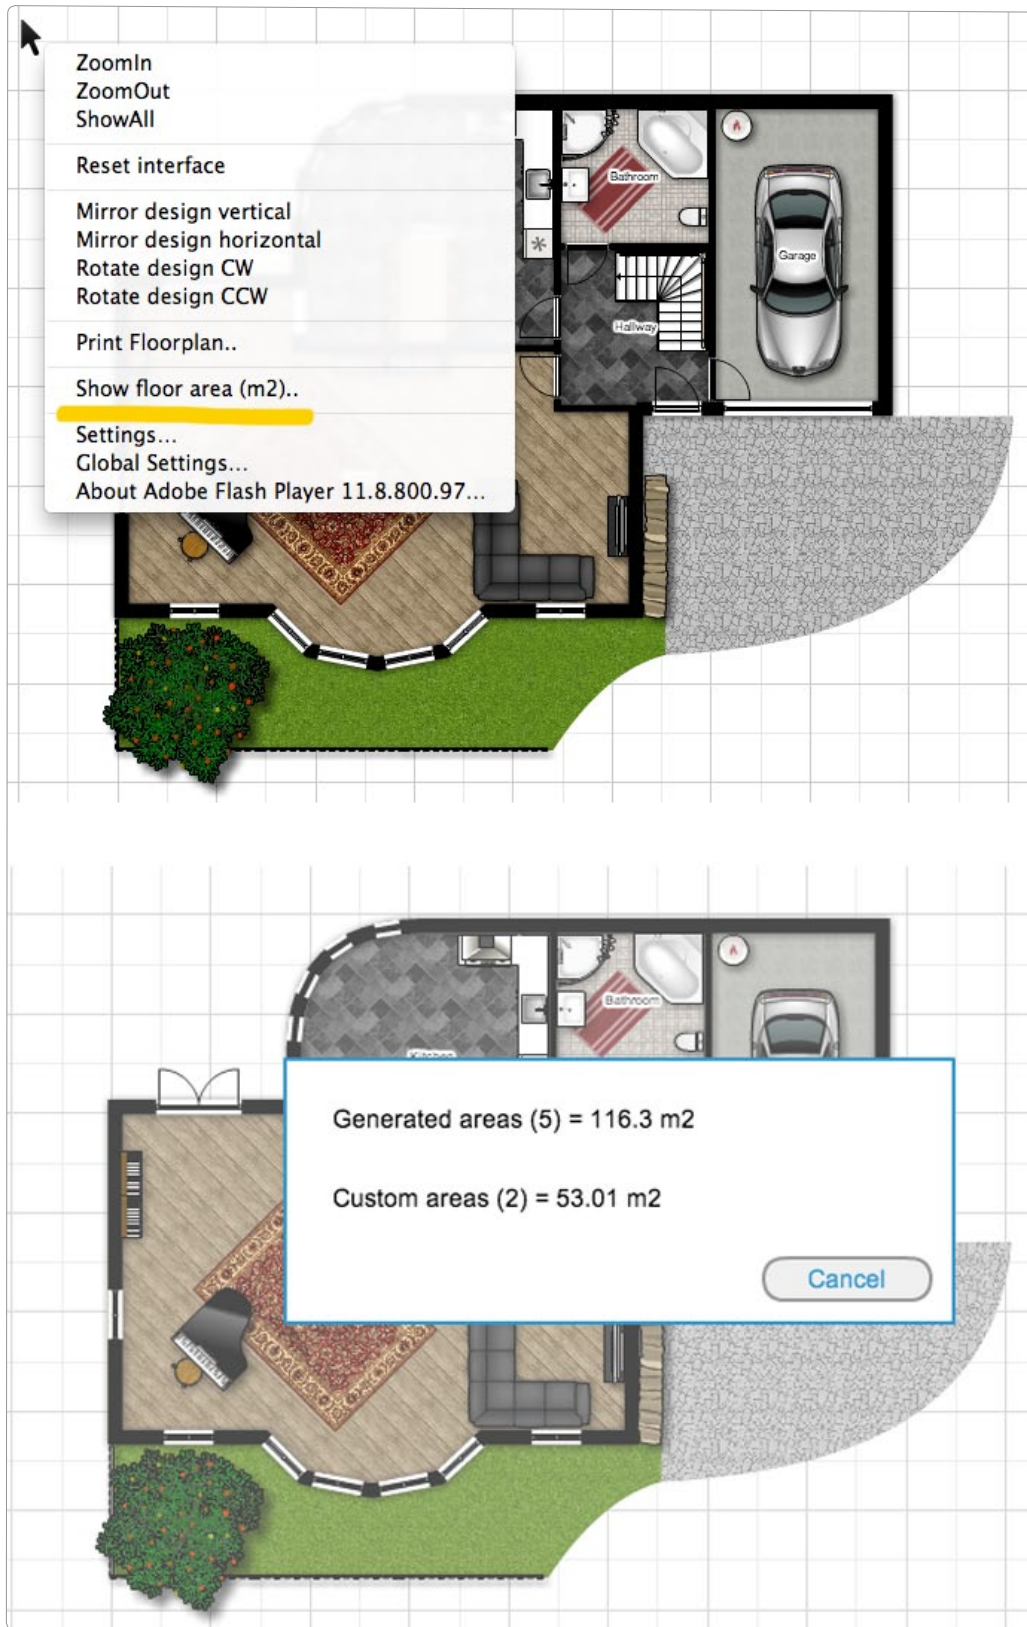 ZoomIn
ZoomOut
ShowAll
Reset interface
Mirror design vertical
Mirror design horizontal
Rotate design CW
Rotate design CCW
Print Floorplan..
Show floor area (m2)..
Settings...
Global Settings...
About Adobe Flash Player 11.8.800.97...
Bathroom
Garage
Hallway
Bathroom
Kitchen
Generated areas (5) = 116.3 m2
Custom areas (2) = 53.01 m2
Cancel